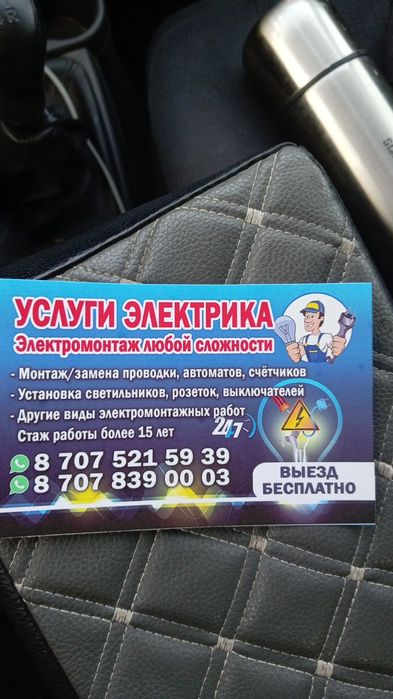 УСЛУГИ ЭЛЕКТРИКА
Электромонтаж любой сложности
- Монтаж/замена проводки, автоматов, счётчиков
- Установка светильников, розеток, выключателей
- Другие виды электромонтажных работ
Стаж работы более 15 лет
24/7
8 707 521 59 39
8 707 839 00 03
ВЫЕЗД
БЕСПЛАТНО